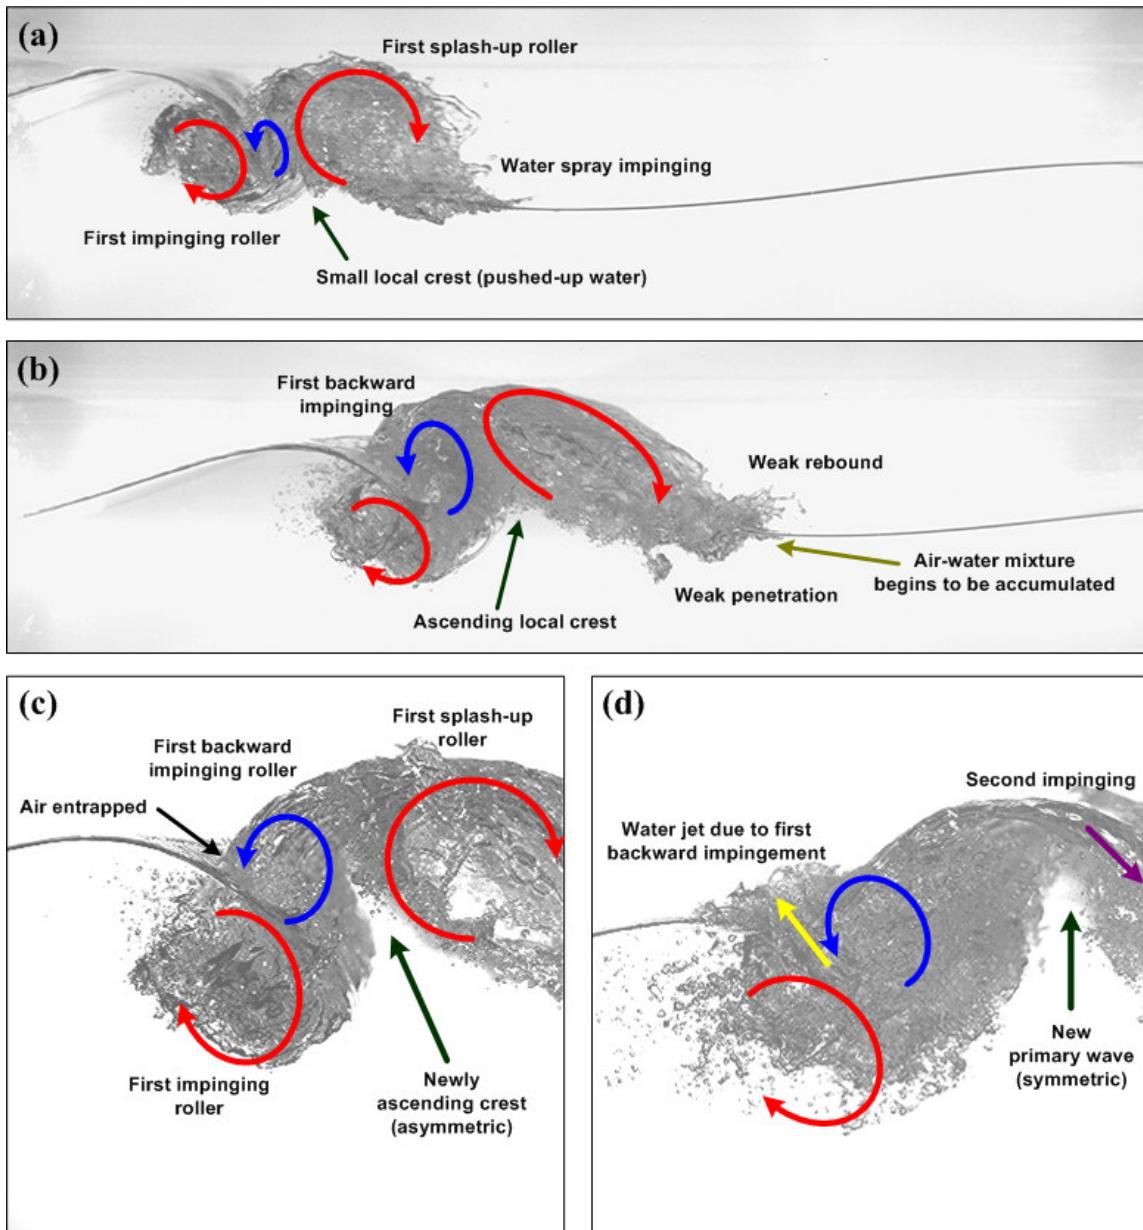 (a)
First splash-up roller
Water spray impinging
First impinging roller
Small local crest (pushed-up water)
(b)
First backward
impinging
Weak rebound
Air-water mixture
begins to be accumulated
Weak penetration
Ascending local crest
(c)
First splash-up
roller
First backward
impinging roller
Air entrapped
First impinging
roller
Newly
ascending crest
(asymmetric)
(d)
Second impinging
Water jet due to first
backward impingement
New
primary wave
(symmetric)